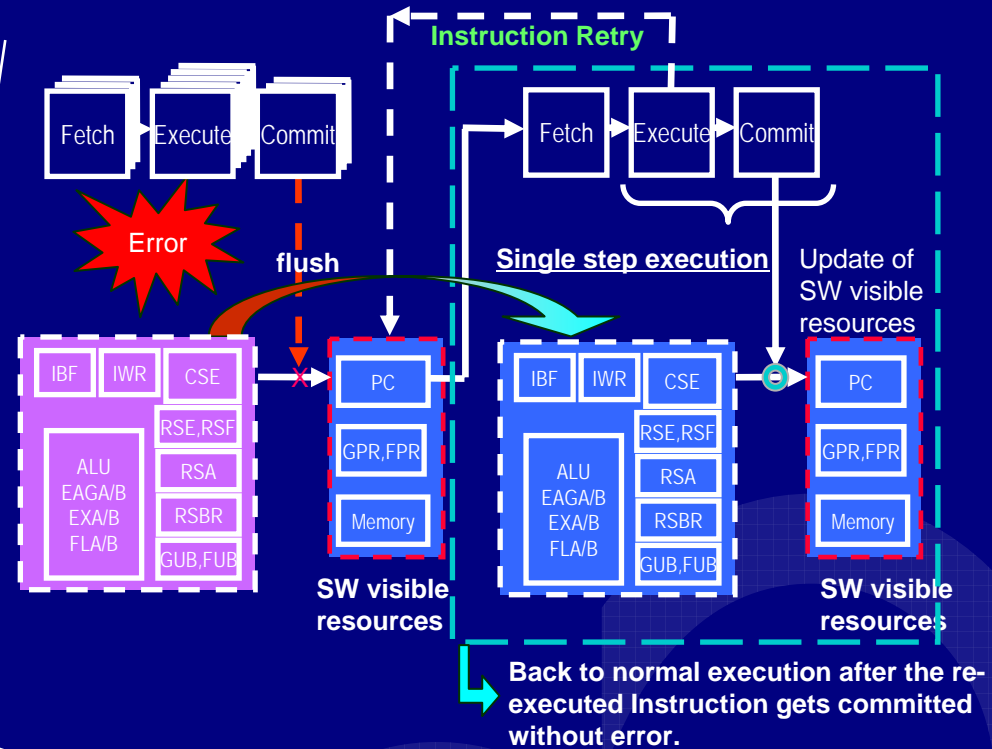 Instruction Retry
Fetch
Execute
Commit
Fetch
Execute
Commit
Error
flush
Single step execution
Update of
SW visible
resources
IBF
IWR
CSE
RSE,RSF
RSA
RSBR
GUB,FUB
ALU
EAGA/B
EXA/B
FLA/B
X
PC
GPR,FPR
Memory
SW visible
resources
IBF
IWR
CSE
RSE,RSF
RSA
RSBR
GUB,FUB
ALU
EAGA/B
EXA/B
FLA/B
PC
GPR,FPR
Memory
SW visible
resources
Back to normal execution after the re-
executed Instruction gets committed
without error.